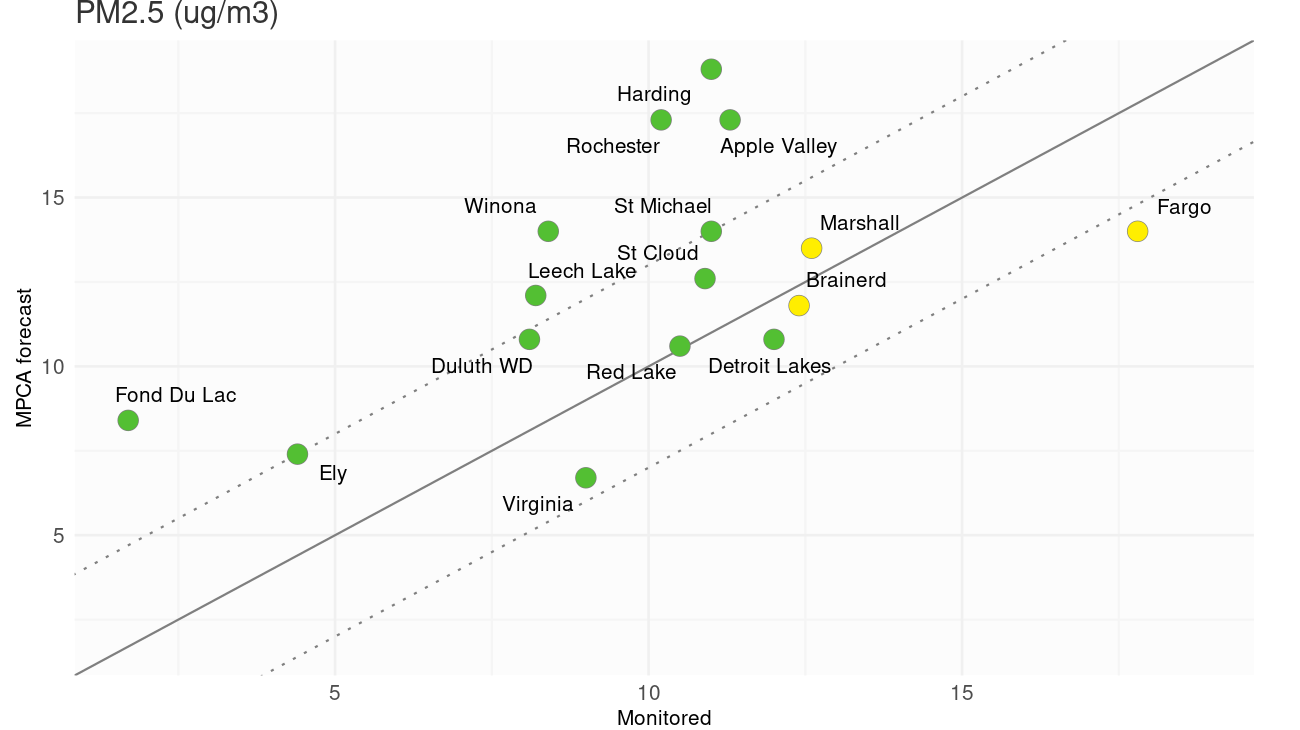 PM2.5 (ug/m3)
Harding
Rochester
Apple Valley
15
Winona
St Michael
Fargo
Marshall
St Cloud
Leech Lake
Brainerd
MPCA forecast
10
Duluth WD
Red Lake
Detroit Lakes
Fond Du Lac
Ely
Virginia
5
5
10
15
Monitored